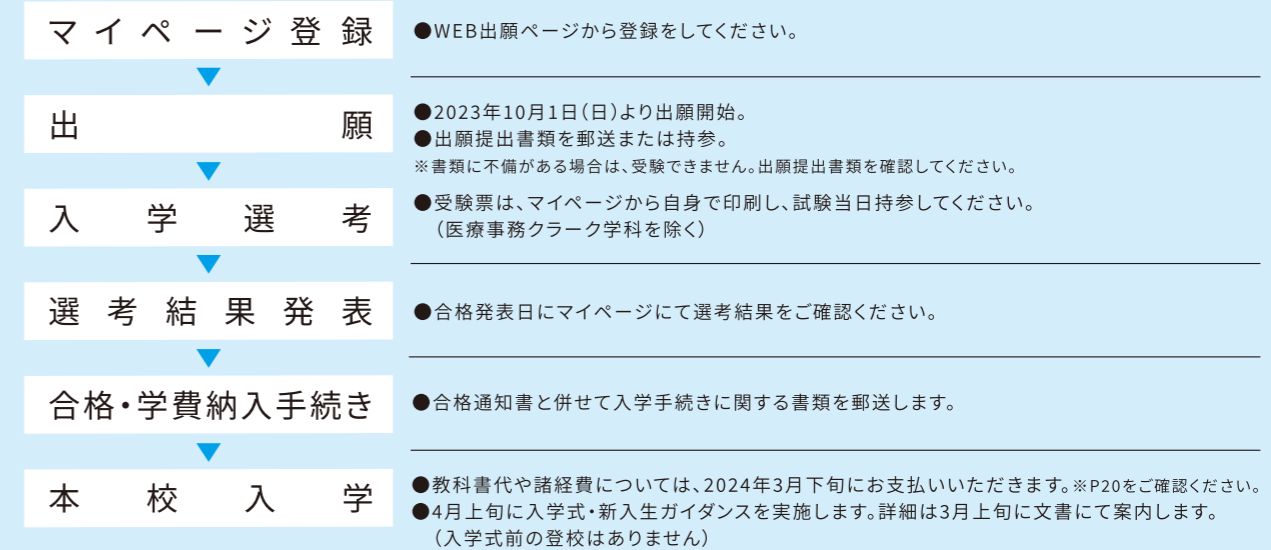 マイページ登録
●WEB出願ページから登録をしてください。
出願
●2023年10月1日(日)より出願開始。
●出願提出書類を郵送または持参。
※書類に不備がある場合は、受験できません。出願提出書類を確認してください。
入学選考
●受験票は、マイページから自身で印刷し、試験当日持参してください。
(医療事務クラーク学科を除く)
選考結果発表
●合格発表日にマイページにて選考結果をご確認ください。
合格・学費納入手続き
●合格通知書と併せて入学手続きに関する書類を郵送します。
本校入学
●教科書代や諸経費については、2024年3月下旬にお支払いいただきます。※P20をご確認ください。
●4月上旬に入学式・新入生ガイダンスを実施します。詳細は3月上旬に文書にて案内します。
(入学式前の登校はありません)